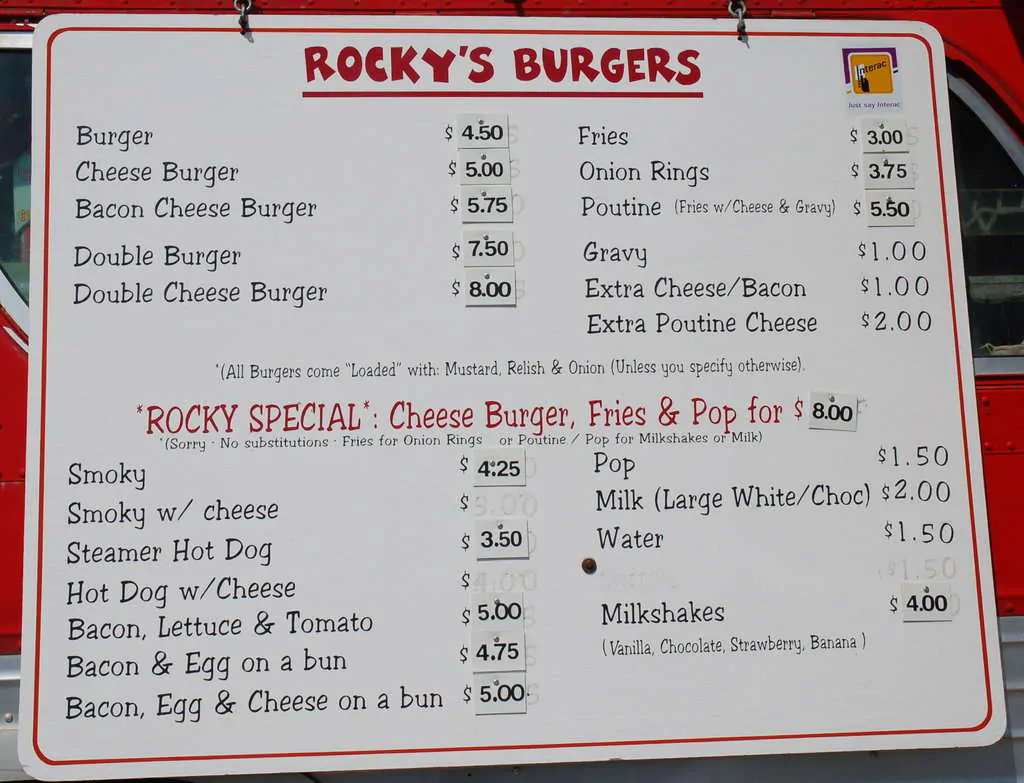 ROCKY'S BURGERS
Interac
Just say Interac
Burger $ 4.50
Cheese Burger $ 5.00
Bacon Cheese Burger $ 5.75
Double Burger $ 7.50
Double Cheese Burger $ 8.00
Fries $ 3.00
Onion Rings $ 3.75
Poutine (Fries w/Cheese & Gravy) $ 5.50
Gravy $1.00
Extra Cheese/Bacon $1.00
Extra Poutine Cheese $2.00
*(All Burgers come "Loaded" with: Mustard, Relish & Onion (Unless you specify otherwise).
*ROCKY SPECIAL*: Cheese Burger, Fries & Pop for $ 8.00
*(Sorry - No substitutions - Fries for Onion Rings or Poutine / Pop for Milkshakes or Milk)
Smoky $ 4.25
Smoky w/ cheese $
Steamer Hot Dog $ 3.50
Hot Dog w/Cheese $ 4.00
Bacon, Lettuce & Tomato $ 5.00
Bacon & Egg on a bun $ 4.75
Bacon, Egg & Cheese on a bun $ 5.00
Pop $1.50
Milk (Large White/Choc) $2.00
Water $1.50
$1.50
Milkshakes $ 4.00
(Vanilla, Chocolate, Strawberry, Banana)